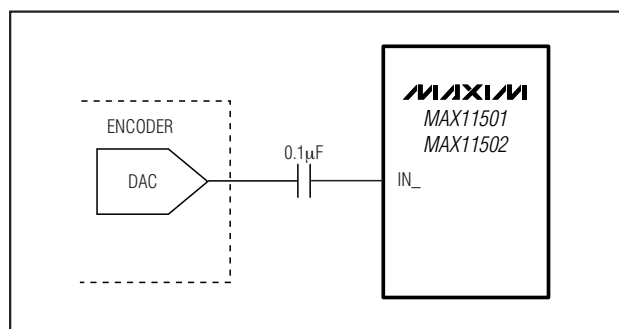 MAXIM
MAX11501
MAX11502
ENCODER
0.1μF
DAC
IN_